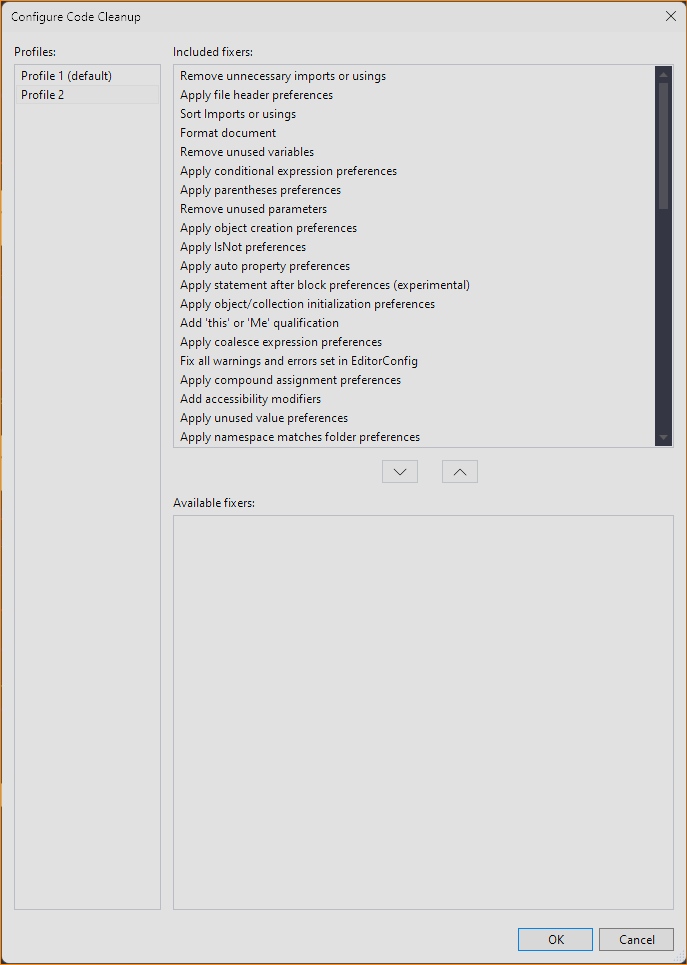 Configure Code Cleanup
Profiles:
Profile 1 (default)
Profile 2
Included fixers:
Remove unnecessary imports or usings
Apply file header preferences
Sort Imports or usings
Format document
Remove unused variables
Apply conditional expression preferences
Apply parentheses preferences
Remove unused parameters
Apply object creation preferences
Apply IsNot preferences
Apply auto property preferences
Apply statement after block preferences (experimental)
Apply object/collection initialization preferences
Add 'this' or 'Me' qualification
Apply coalesce expression preferences
Fix all warnings and errors set in EditorConfig
Apply compound assignment preferences
Add accessibility modifiers
Apply unused value preferences
Apply namespace matches folder preferences
Available fixers:
OK
Cancel